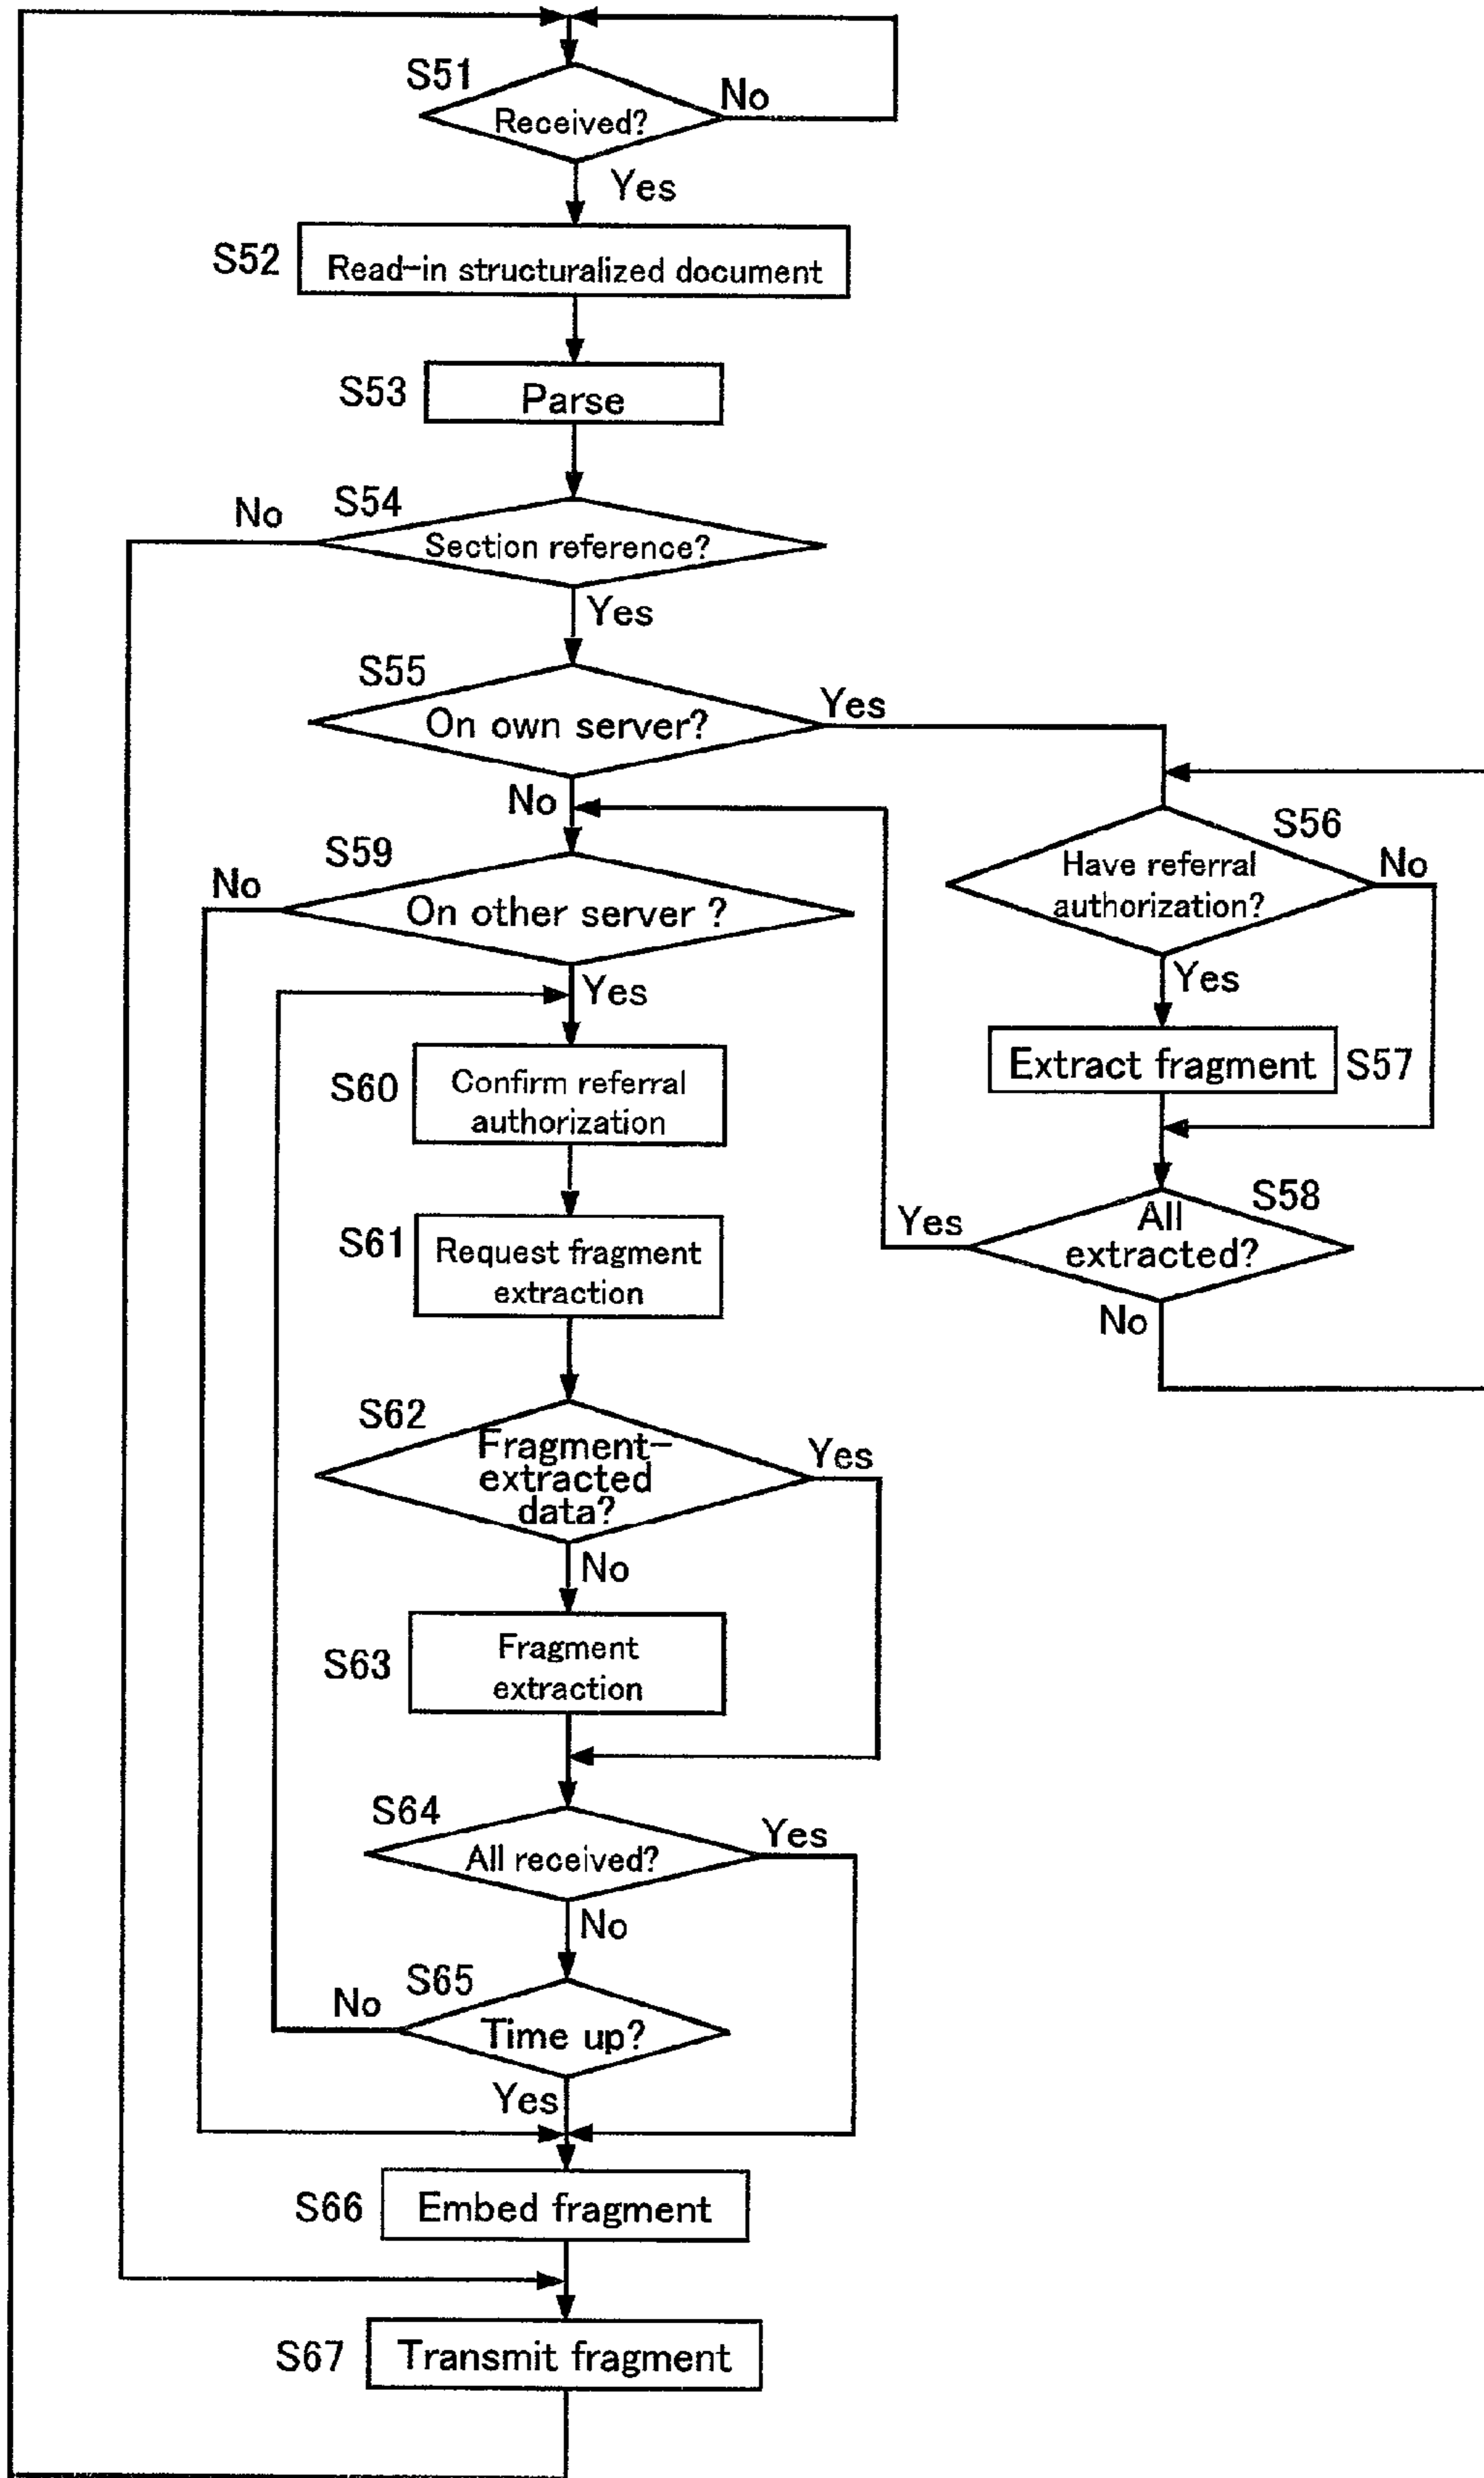 S51
Received?
No
Yes
S52
Read-in structuralized document
S53
Parse
S54
No
Section reference?
Yes
S55
On own server?
Yes
No
S56
Have referral
authorization?
No
Yes
Extract fragment
S57
S58
All
extracted?
Yes
No
S59
No
On other server ?
Yes
S60
Confirm referral
authorization
S61
Request fragment
extraction
S62
Fragment-
extracted
data?
Yes
No
S63
Fragment
extraction
S64
All received?
Yes
No
S65
No
Time up?
Yes
S66
Embed fragment
S67
Transmit fragment